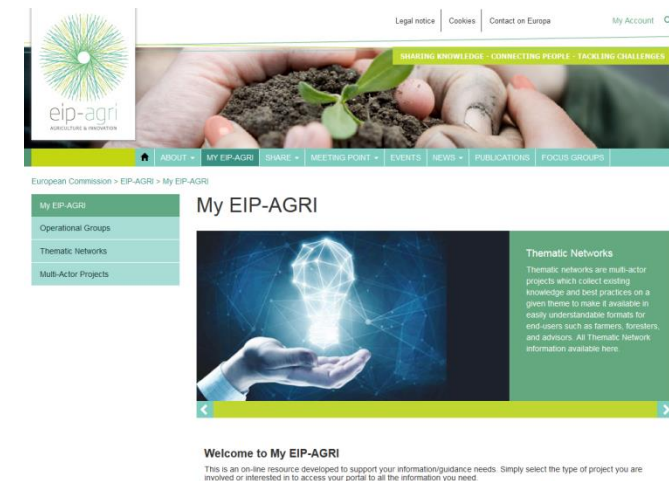 Legal notice Cookies Contact on Europa My Account
SHARING KNOWLEDGE - CONNECTING PEOPLE - TACKLING CHALLENGES
eip-agri
AGRICULTURE & INNOVATION
ABOUT MY EIP-AGRI SHARE MEETING POINT EVENTS NEWS PUBLICATIONS FOCUS GROUPS
European Commission > EIP-AGRI > My EIP-AGRI
My EIP-AGRI
Operational Groups
Thematic Networks
Multi-Actor Projects
My EIP-AGRI
Thematic Networks
Thematic networks are multi-actor
projects which collect existing
knowledge and best practices on a
given theme to make it available in
easily understandable formats for
end-users such as farmers, foresters,
and advisors. All Thematic Network
information available here.
Welcome to My EIP-AGRI
This is an on-line resource developed to support your information/guidance needs. Simply select the type of project you are
involved or interested in to access your portal to all the information you need.